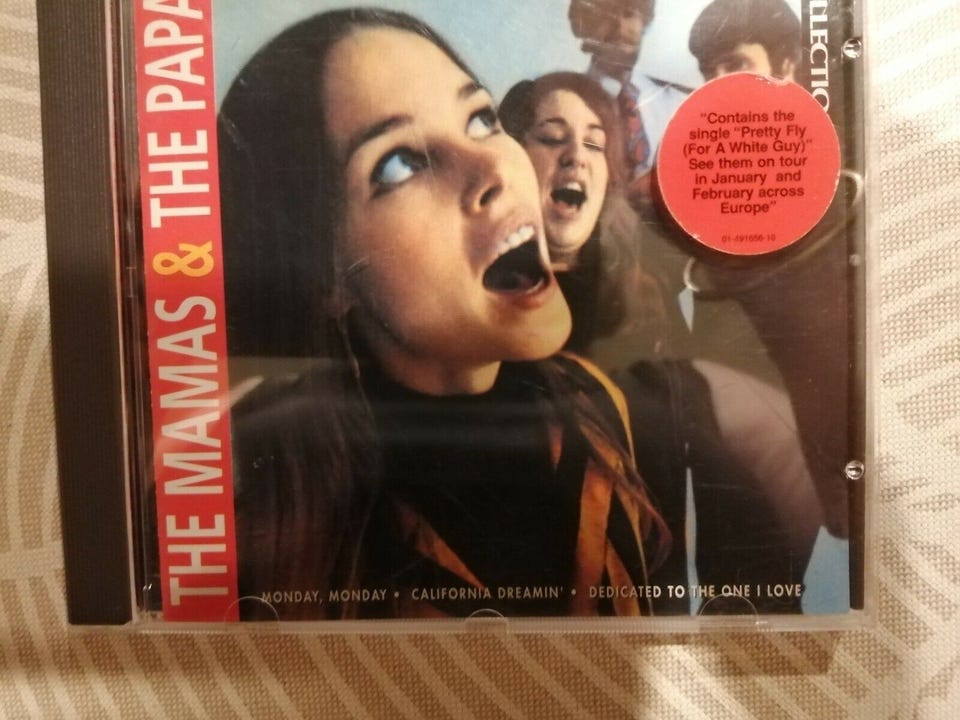 THE MAMAS & THE PAPA
LLECTIO
"Contains the
single "Pretty Fly
(For A White Guy)"
See them on tour
in January and
February across
Europe"
01-491656-10
MONDAY, MONDAY • CALIFORNIA DREAMIN' • DEDICATED TO THE ONE I LOVE